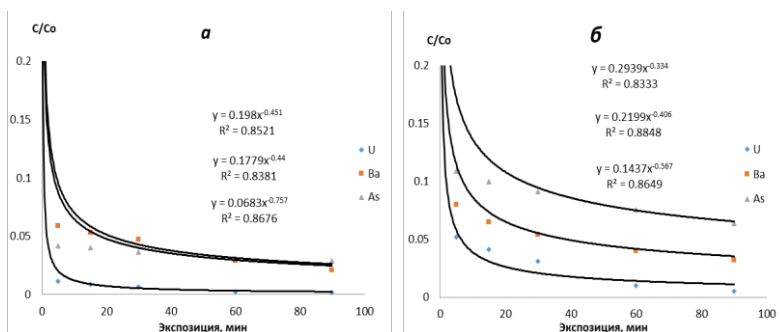 C/Co
а
0.2
0.15
0.1
0.05
0
0
20
40
60
80
100
Экспозиция, мин
y = 0.198x^-0.451
R² = 0.8521
y = 0.1779x^-0.44
R² = 0.8381
y = 0.0683x^-0.757
R² = 0.8676
U
Ba
As
C/Co
б
0.2
0.15
0.1
0.05
0
0
20
40
60
80
100
Экспозиция, мин
y = 0.2939x^-0.334
R² = 0.8333
y = 0.2199x^-0.406
R² = 0.8848
y = 0.1437x^-0.567
R² = 0.8649
U
Ba
As